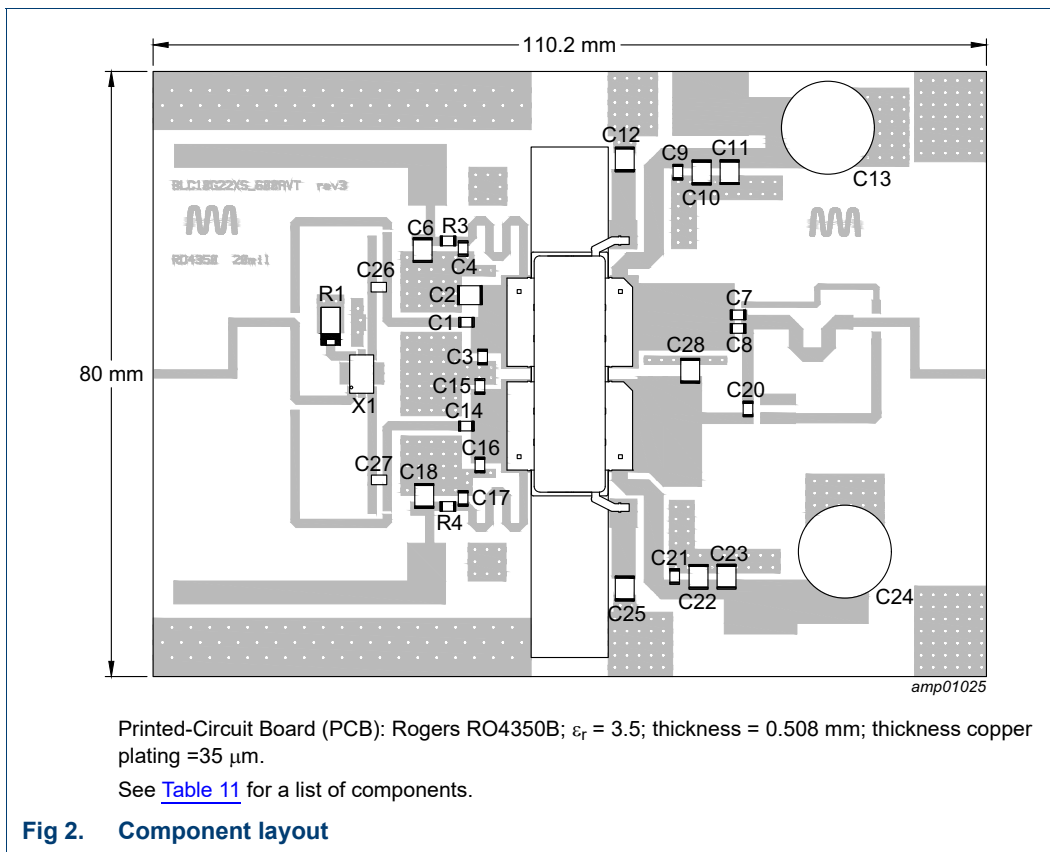 110.2 mm
C12
C9
C11
C10
C13
BLC10G22XS_600AVT rev3
C6
R3
C4
RO4350 20mil
C26
C2
R1
C1
C7
C8
C3
C28
80 mm
C15
X1
C20
C14
C16
C27
C18
C17
R4
C21
C23
C22
C24
C25
amp01025
Printed-Circuit Board (PCB): Rogers RO4350B; εr = 3.5; thickness = 0.508 mm; thickness copper
plating =35 μm.
See Table 11 for a list of components.
Fig 2. Component layout